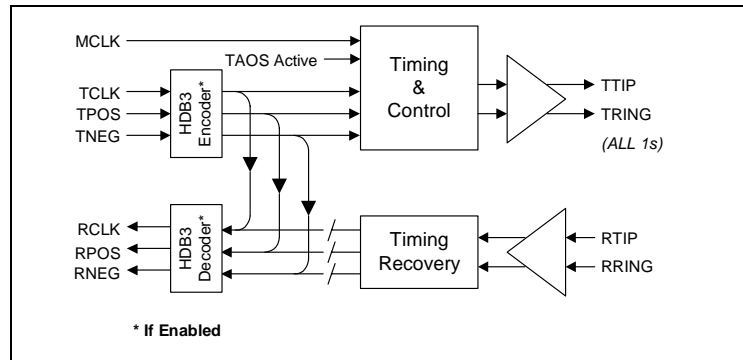 MCLK
TAOS Active
TCLK
TPOS
TNEG
HDB3
Encoder*
Timing
&
Control
TTIP
TRING
(ALL 1s)
RCLK
RPOS
RNEG
HDB3
Decoder*
Timing
Recovery
RTIP
RRING
* If Enabled